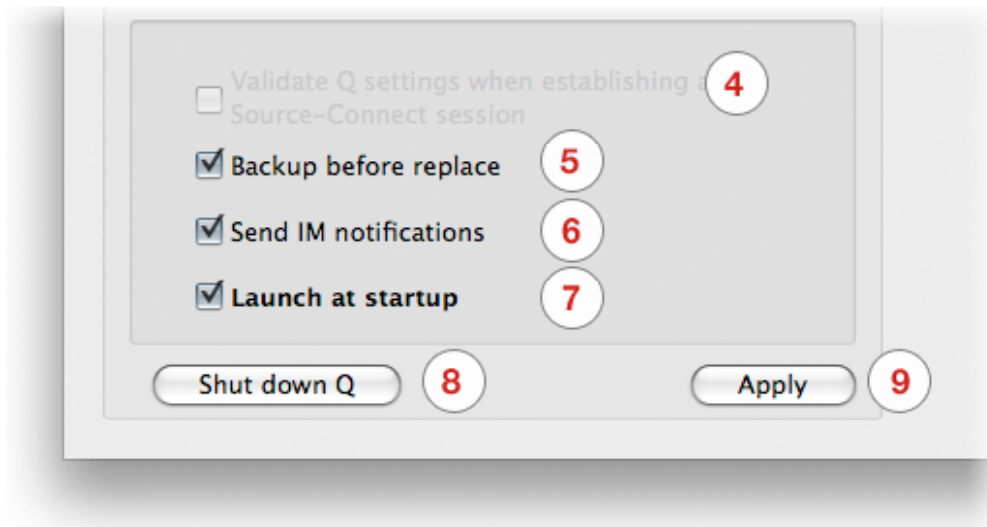 Validate Q settings when establishing a 4
Source-Connect session
Backup before replace 5
Send IM notifications 6
Launch at startup 7
Shut down Q 8 Apply 9